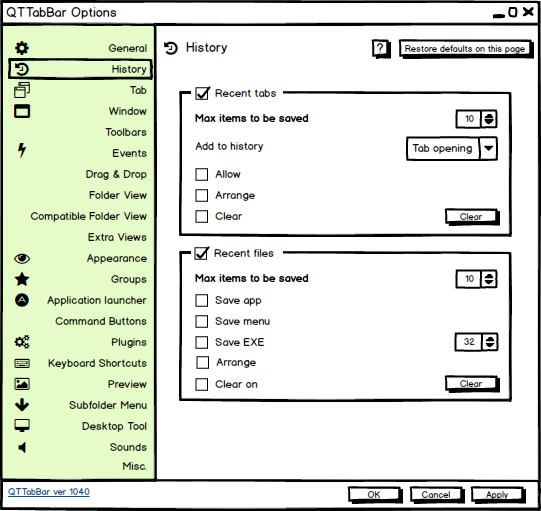 QTTabBar Options
General
History
Tab
Window
Toolbars
Events
Drag & Drop
Folder View
Compatible Folder View
Extra Views
Appearance
Groups
A Application launcher
Command Buttons
Plugins
Keyboard Shortcuts
Preview
Subfolder Menu
Desktop Tool
Sounds
Misc.
History ? Restore defaults on this page
Recent tabs
Max items to be saved 10
Add to history Tab opening
Allow
Arrange
Clear Clear
Recent files
Max items to be saved 10
Save app
Save menu
Save EXE 32
Arrange
Clear on Clear
QTTabBar ver 1040 OK Cancel Apply